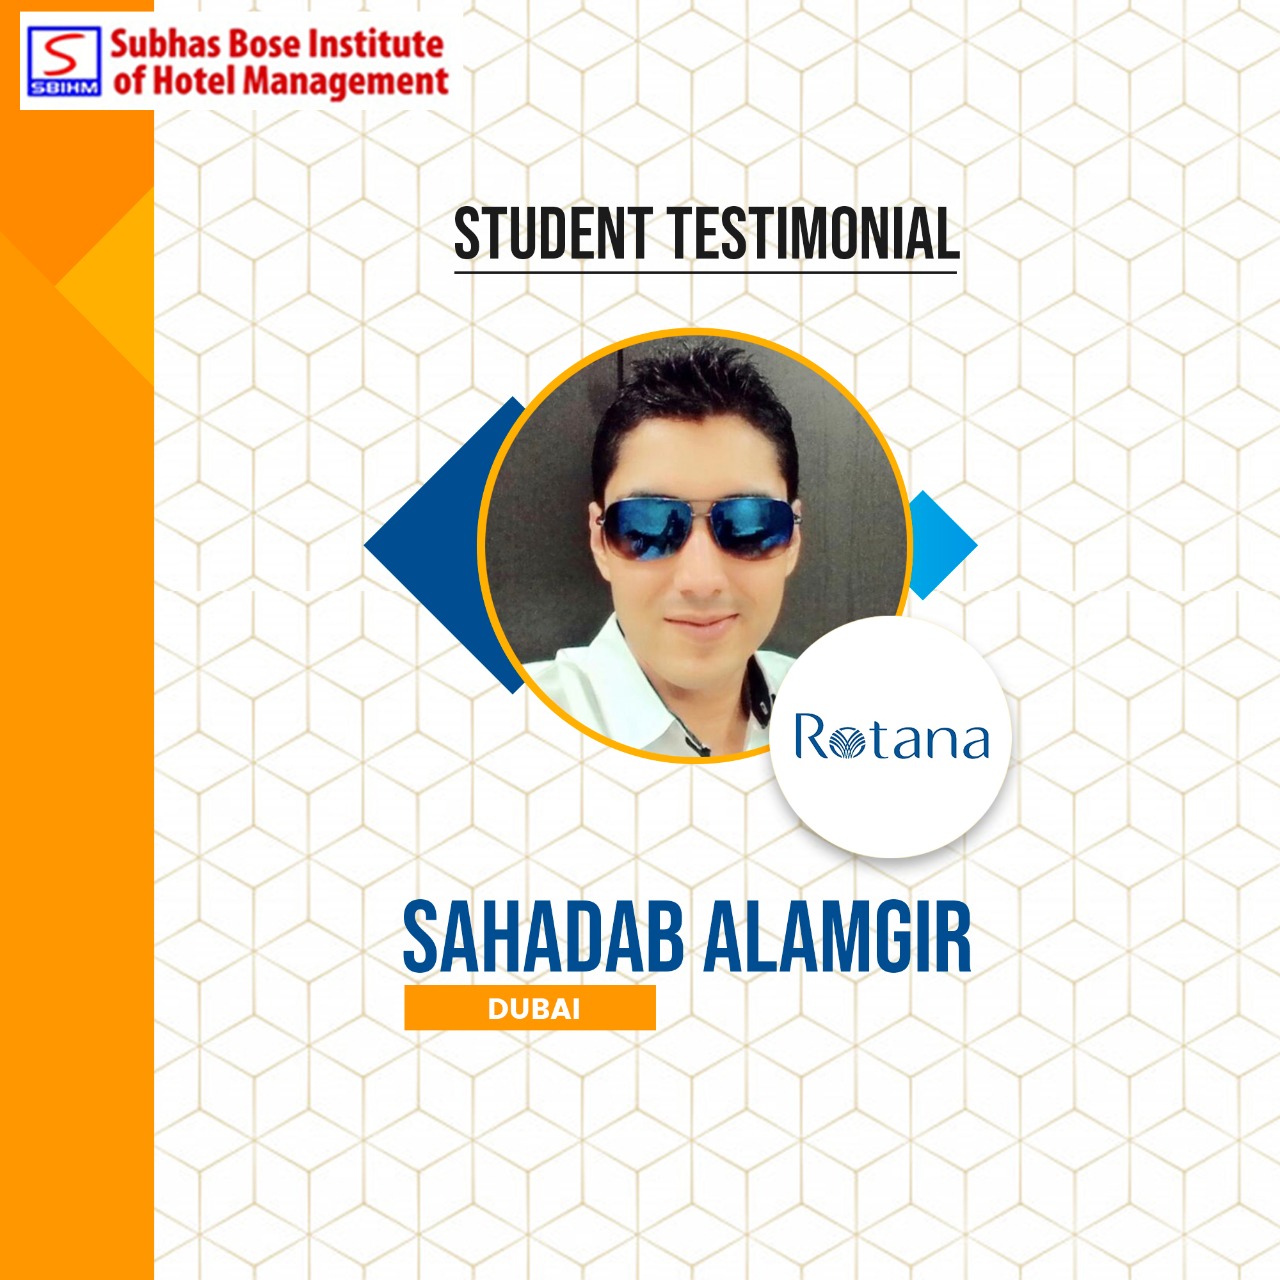 SBIHM
Subhas Bose Institute
of Hotel Management
STUDENT TESTIMONIAL
Rotana
SAHADAB ALAMGIR
DUBAI